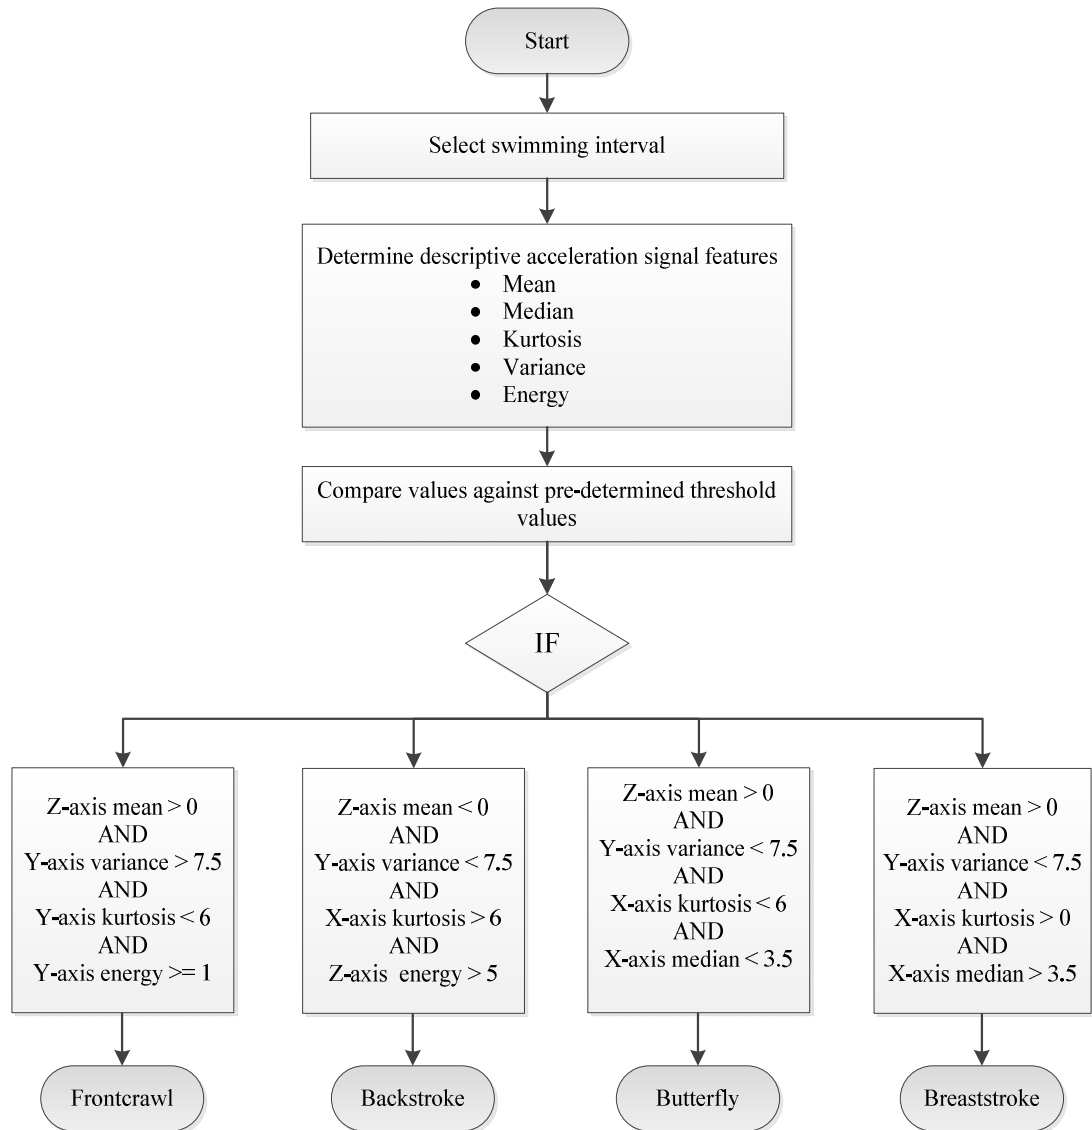 Start
Select swimming interval
Determine descriptive acceleration signal features
• Mean
• Median
• Kurtosis
• Variance
• Energy
Compare values against pre-determined threshold
values
IF
Z-axis mean > 0
AND
Y-axis variance > 7.5
AND
Y-axis kurtosis < 6
AND
Y-axis energy >= 1
Z-axis mean < 0
AND
Y-axis variance < 7.5
AND
X-axis kurtosis > 6
AND
Z-axis energy > 5
Z-axis mean > 0
AND
Y-axis variance < 7.5
AND
X-axis kurtosis < 6
AND
X-axis median < 3.5
Z-axis mean > 0
AND
Y-axis variance < 7.5
AND
X-axis kurtosis > 0
AND
X-axis median > 3.5
Frontcrawl
Backstroke
Butterfly
Breaststroke